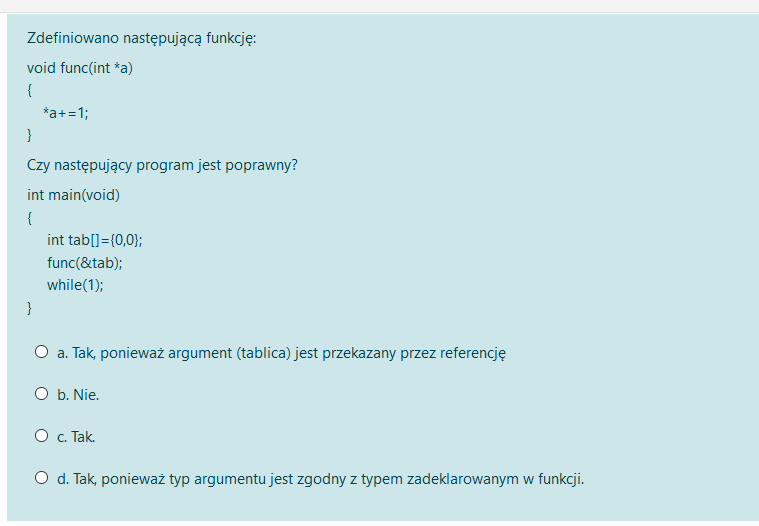 Zdefiniowano następującą funkcję:
void func(int *a)
{
*a+=1;
}
Czy następujący program jest poprawny?
int main(void)
{
int tab[]={0,0};
func(&tab);
while(1);
}
a. Tak, ponieważ argument (tablica) jest przekazany przez referencję
b. Nie.
c. Tak.
d. Tak, ponieważ typ argumentu jest zgodny z typem zadeklarowanym w funkcji.